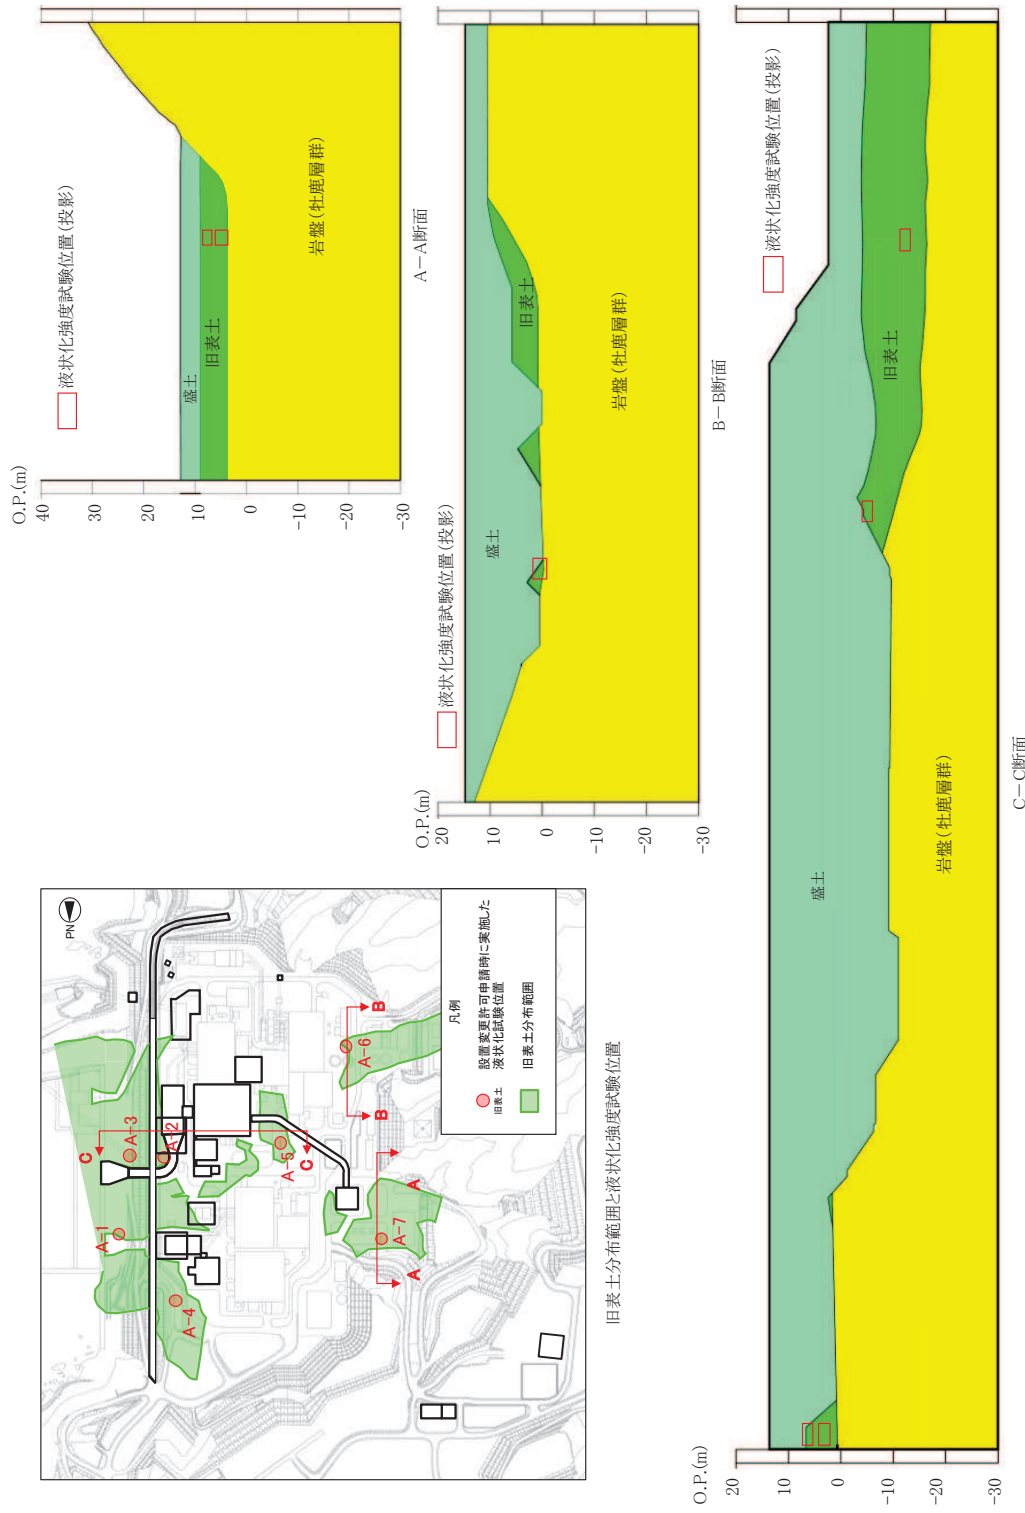 PN
A-1
A-2
A-3
A-4
A-5
A-6
A-7
A
A
B
B
C
C
凡例
旧表土
設置変更許可申請時に実施した
液状化試験位置
旧表土分布範囲
旧表土分布範囲と液状化強度試験位置
O.P.(m)
40
30
20
10
0
-10
-20
-30
液状化強度試験位置(投影)
盛土
旧表土
岩盤(牡鹿層群)
A－A断面
O.P.(m)
20
10
0
-10
-20
-30
液状化強度試験位置(投影)
盛土
旧表土
岩盤(牡鹿層群)
B－B断面
O.P.(m)
20
10
0
-10
-20
-30
液状化強度試験位置(投影)
盛土
旧表土
岩盤(牡鹿層群)
C－C断面